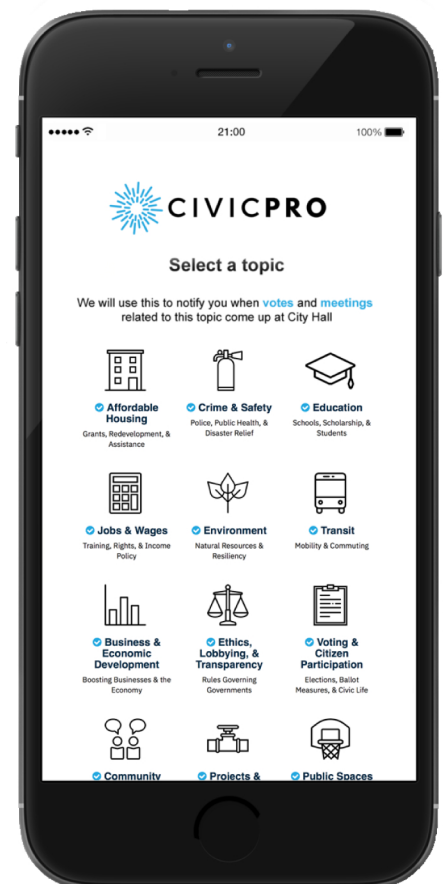 21:00
100%
CIVICPRO
Select a topic
We will use this to notify you when votes and meetings
related to this topic come up at City Hall
Affordable
Housing
Grants, Redevelopment, &
Assistance
Crime & Safety
Police, Public Health, &
Disaster Relief
Education
Schools, Scholarship, &
Students
Jobs & Wages
Training, Rights, & Income
Policy
Environment
Natural Resources &
Resiliency
Transit
Mobility & Commuting
Business &
Economic
Development
Boosting Businesses & the
Economy
Ethics,
Lobbying, &
Transparency
Rules Governing
Governments
Voting &
Citizen
Participation
Elections, Ballot
Measures, & Civic Life
Community
Projects &
Public Spaces